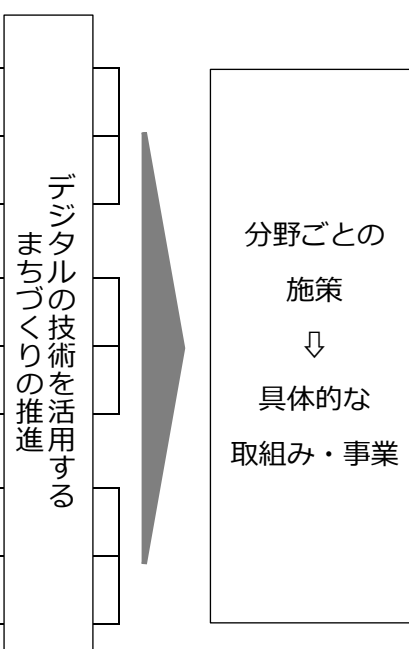 デジタルの技術を活用する
まちづくりの推進
分野ごとの
施策
⇩
具体的な
取組み・事業